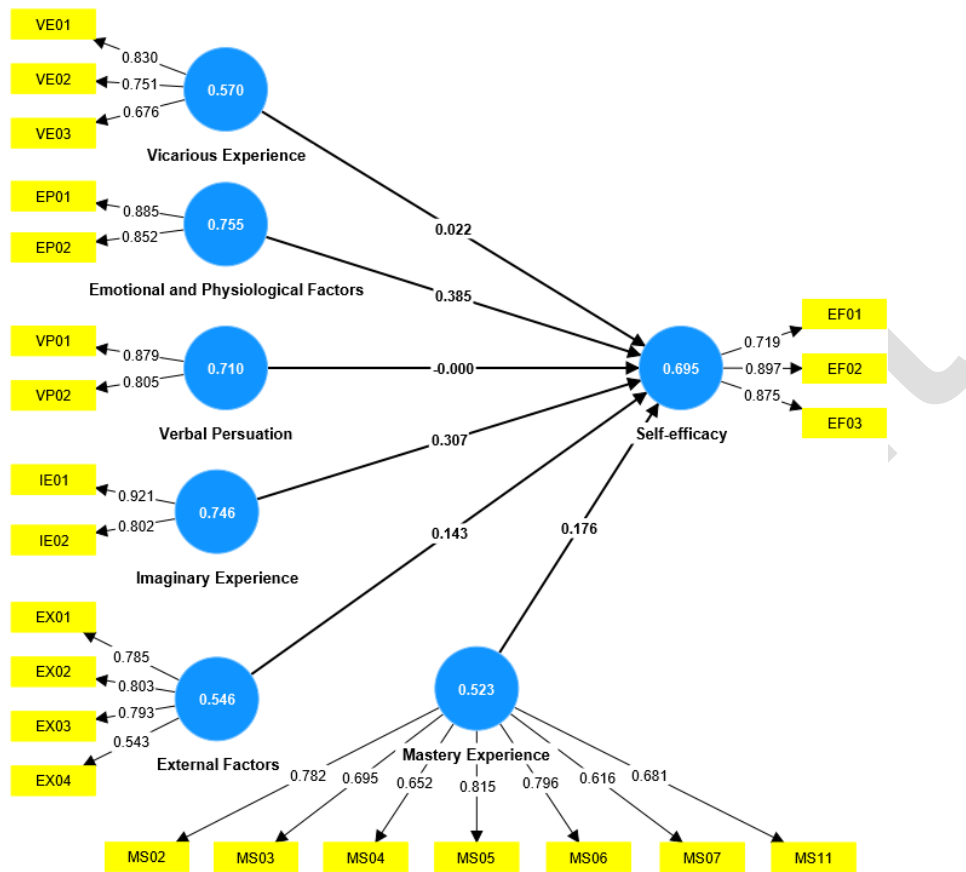 VE01
0.830
VE02
0.751
0.570
VE03
0.676
Vicarious Experience
EP01
0.885
0.755
EP02
0.852
Emotional and Physiological Factors
0.022
0.385
VP01
0.879
0.710
VP02
0.805
Verbal Persuation
-0.000
0.695
Self-efficacy
EF01
0.719
EF02
0.897
EF03
0.875
IE01
0.921
0.746
IE02
0.802
Imaginary Experience
0.307
0.143
0.176
EX01
0.785
EX02
0.803
0.546
EX03
0.793
EX04
0.543
External Factors
0.523
Mastery Experience
0.782
0.695
0.652
0.815
0.796
0.616
0.681
MS02
MS03
MS04
MS05
MS06
MS07
MS11